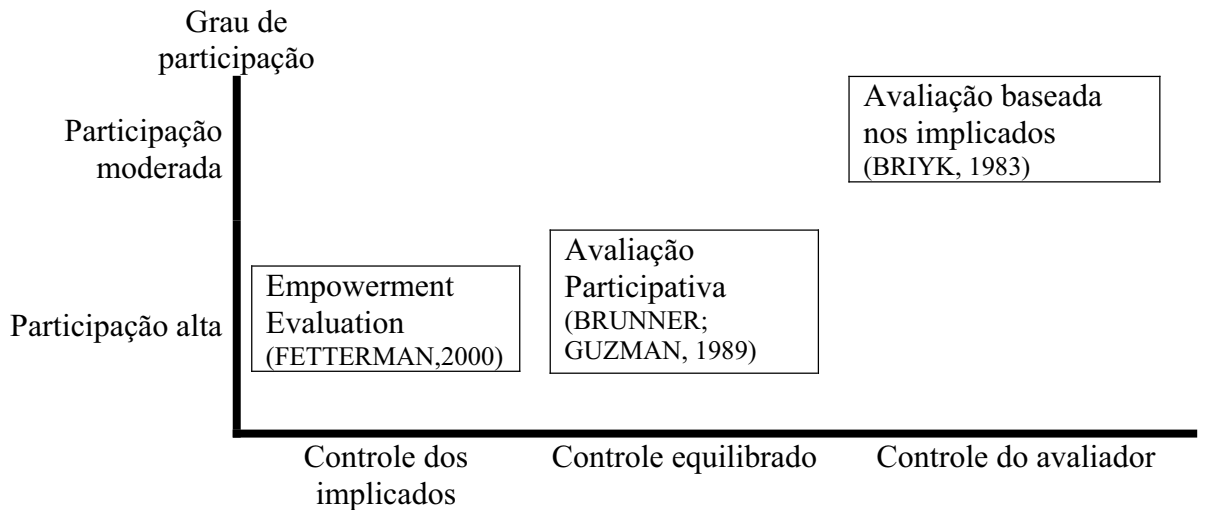 Grau de
participação
Participação
moderada
Avaliação baseada
nos implicados
(BRIYK, 1983)
Participação alta
Empowerment
Evaluation
(FETTERMAN,2000)
Avaliação
Participativa
(BRUNNER;
GUZMAN, 1989)
Controle dos
implicados
Controle equilibrado
Controle do avaliador